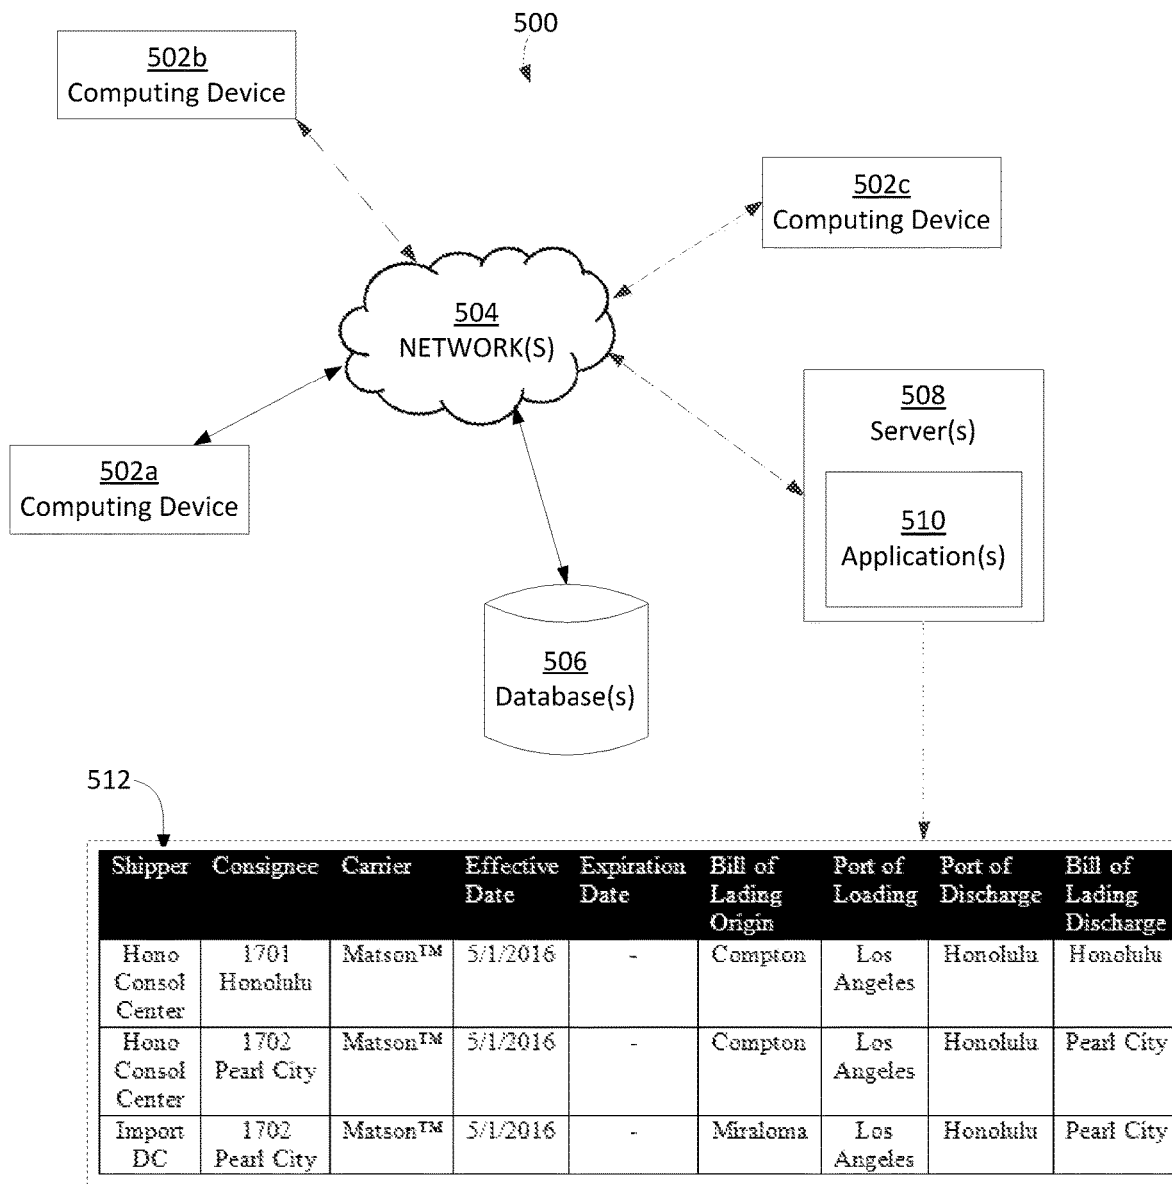 500
502b
Computing Device
502c
Computing Device
504
NETWORK(S)
508
Server(s)
502a
Computing Device
510
Application(s)
506
Database(s)
512
Shipper Consignee Carrier Effective Expiration Bill of Port of Port of Bill of
Date Date Lading Loading Discharge Lading
Origin Discharge
Hono 1701 Matson™ 5/1/2016 - Compton Los Honolulu Honolulu
Consol Honolulu Angeles
Center
Hono 1702 Matson™ 5/1/2016 - Compton Los Honolulu Pearl City
Consol Pearl City Angeles
Center
Import 1702 Matson™ 5/1/2016 - Miraloma Los Honolulu Pearl City
DC Pearl City Angeles